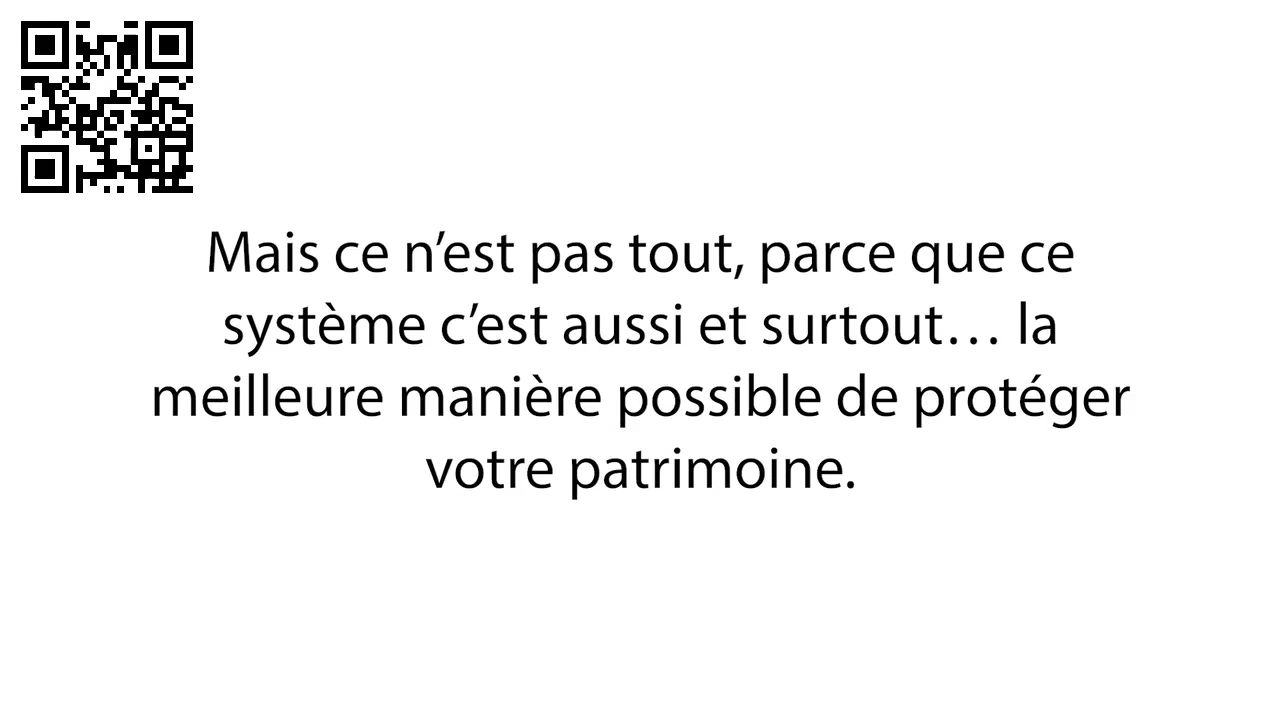 Mais ce n’est pas tout, parce que ce
système c’est aussi et surtout… la
meilleure manière possible de protéger
votre patrimoine.